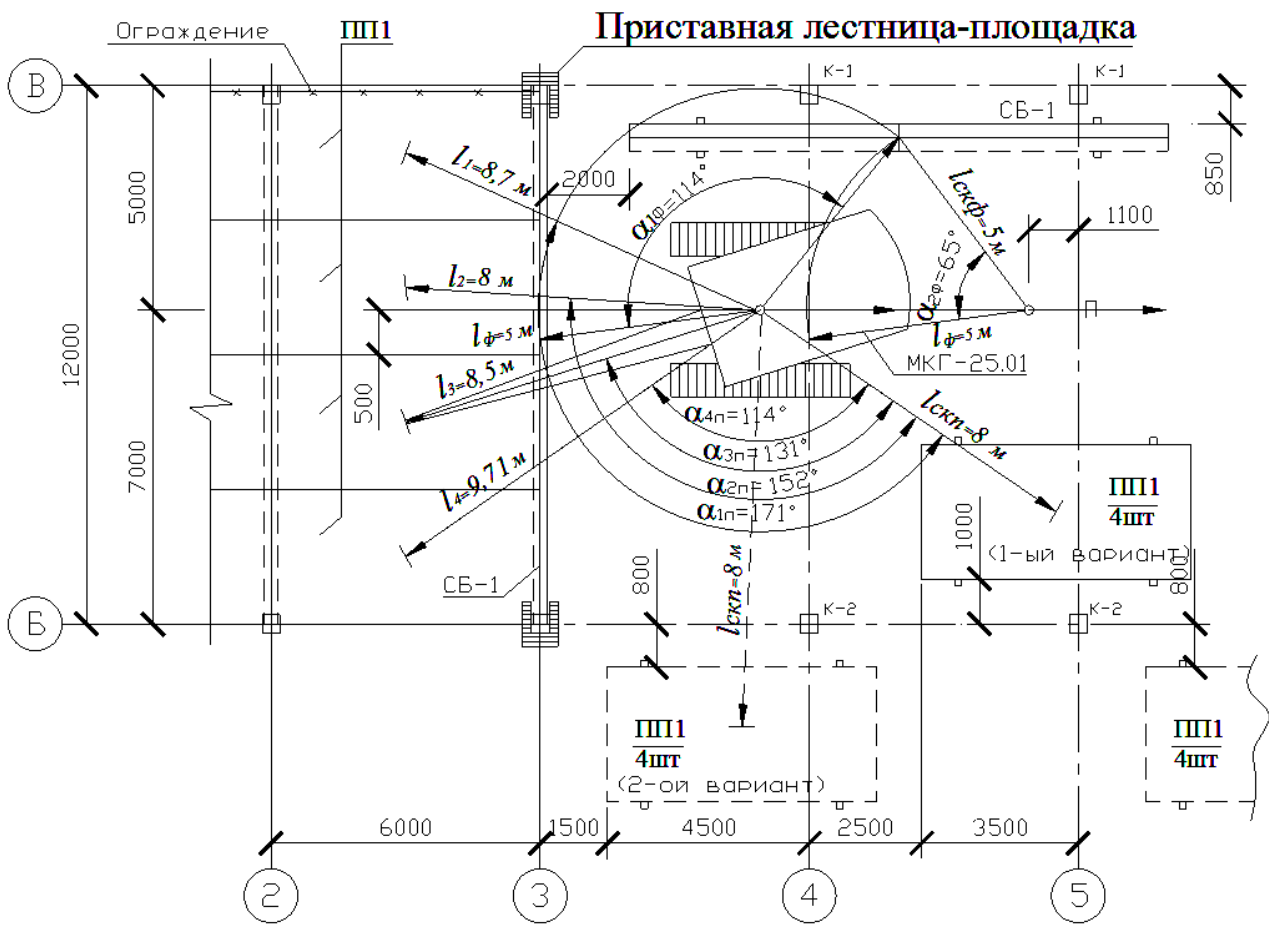 Приставная лестница-площадка
Ограждение
ПП1
К-1
К-1
В
СБ-1
l1=8,7 м
2000
α1ф=114°
lскф=5 м
850
5000
1100
l2=8 м
α2ф=65°
П
lф=5 м
lф=5 м
МКГ-25.01
12000
l3=8,5 м
500
α4п=114°
lскп=8 м
α3п=131°
7000
l4=9,71 м
α2п=152°
α1п=171°
ПП1
4шт
(1-ый вариант)
1000
800
800
СБ-1
lскп=8 м
К-2
К-2
Б
ПП1
4шт
(2-ой вариант)
ПП1
4шт
6000
1500
4500
2500
3500
2
3
4
5